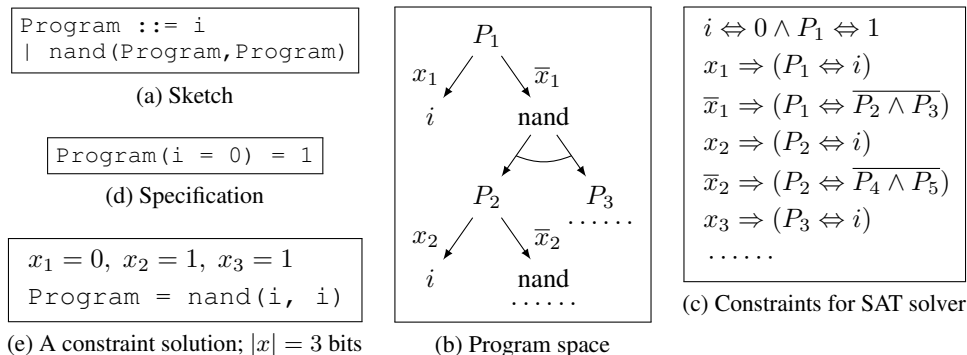 Program ::= i
| nand(Program,Program)
(a) Sketch
Program(i = 0) = 1
(d) Specification
x₁ = 0, x₂ = 1, x₃ = 1
Program = nand(i, i)
(e) A constraint solution; |x| = 3 bits
P₁
x₁ x̅₁
i nand
P₂ P₃
......
x₂ x̅₂
i nand
......
(b) Program space
i ⇔ 0 ∧ P₁ ⇔ 1
x₁ ⇒ (P₁ ⇔ i)
x̅₁ ⇒ (P₁ ⇔ \overline{P₂ ∧ P₃})
x₂ ⇒ (P₂ ⇔ i)
x̅₂ ⇒ (P₂ ⇔ \overline{P₄ ∧ P₅})
x₃ ⇒ (P₃ ⇔ i)
......
(c) Constraints for SAT solver